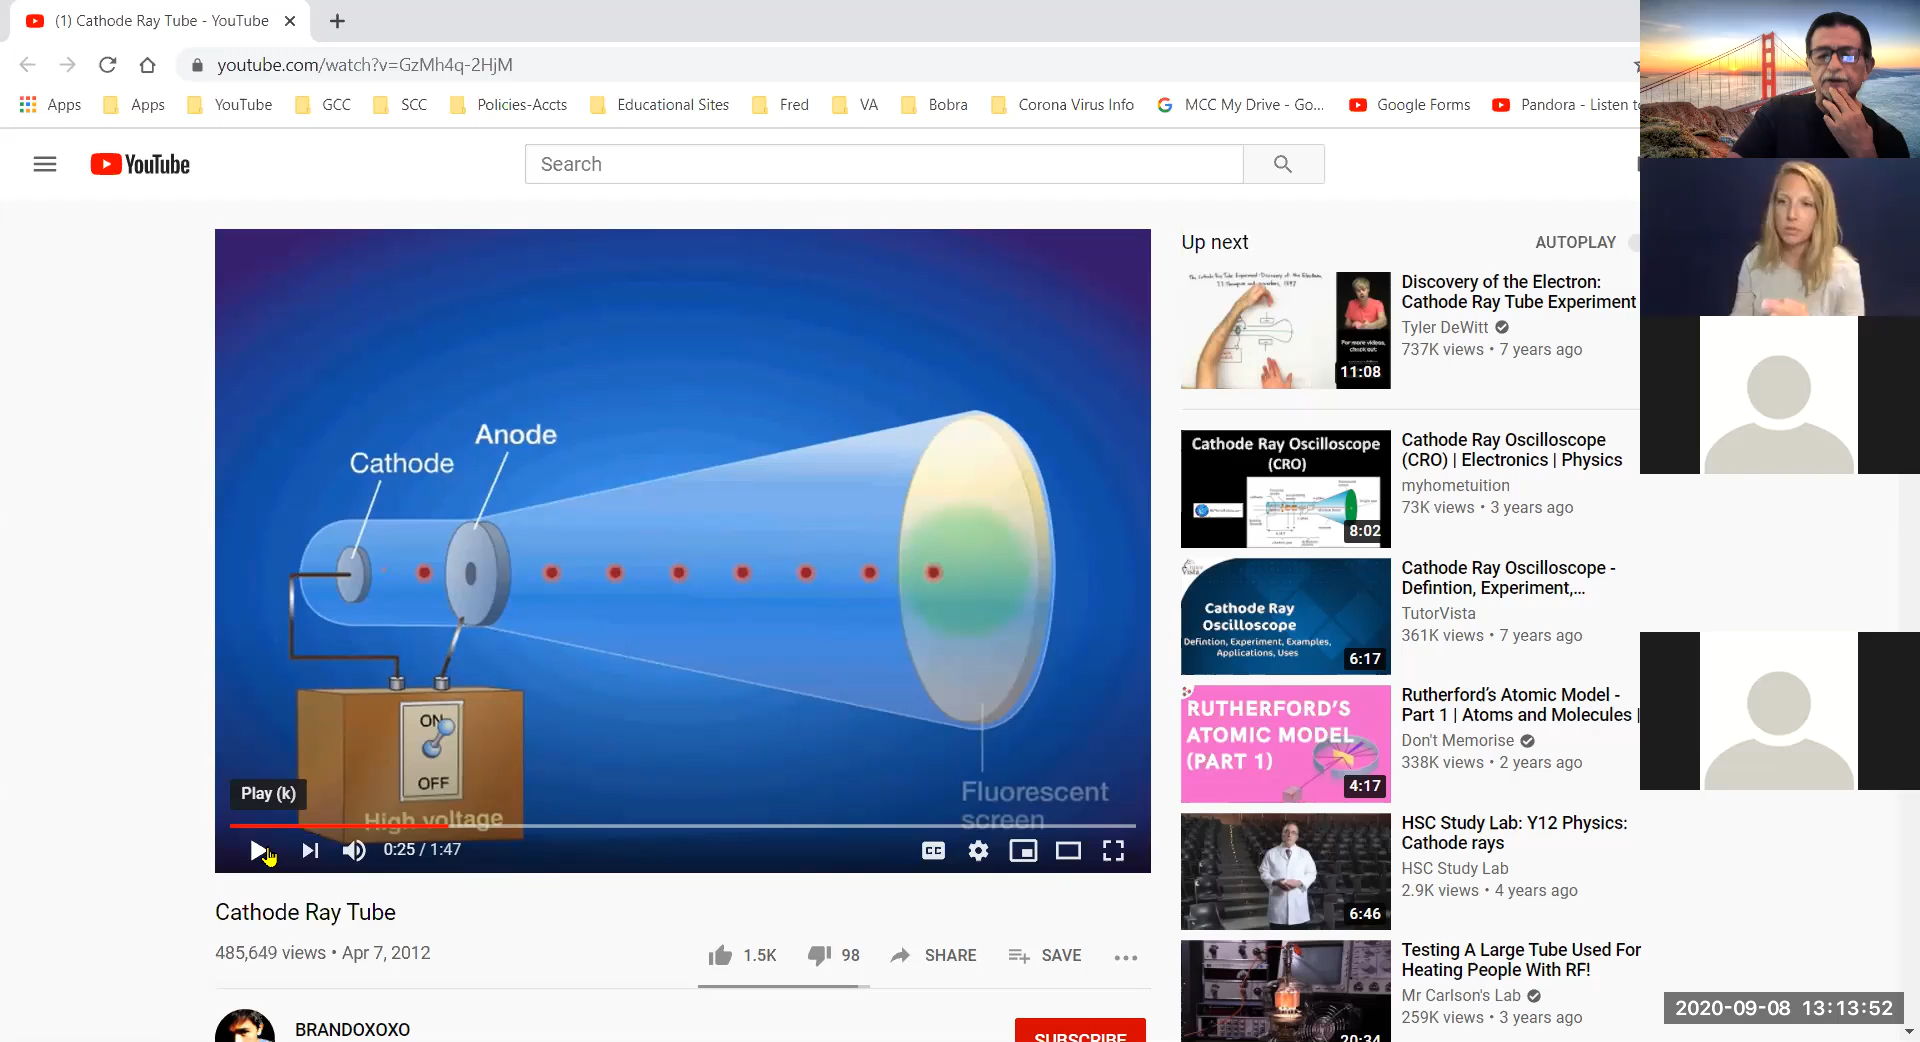 (1) Cathode Ray Tube - YouTube
youtube.com/watch?v=GzMh4q-2HjM
Apps
Apps
YouTube
GCC
SCC
Policies-Accts
Educational Sites
Fred
VA
Bobra
Corona Virus Info
MCC My Drive - Go...
Google Forms
Pandora - Listen to
YouTube
Search
Cathode
Anode
ON
OFF
High voltage
Fluorescent
screen
Play (k)
0:25 / 1:47
CC
Cathode Ray Tube
485,649 views • Apr 7, 2012
1.5K
98
SHARE
SAVE
BRANDOXOXO
SUBSCRIBE
Up next
AUTOPLAY
For more videos,
check out:
11:08
Discovery of the Electron:
Cathode Ray Tube Experiment
Tyler DeWitt
737K views • 7 years ago
Cathode Ray Oscilloscope
(CRO)
8:02
Cathode Ray Oscilloscope
(CRO) | Electronics | Physics
myhometuition
73K views • 3 years ago
Cathode Ray
Oscilloscope
Defintion, Experiment, Examples,
Applications, Uses
6:17
Cathode Ray Oscilloscope -
Defintion, Experiment,...
TutorVista
361K views • 7 years ago
RUTHERFORD'S
ATOMIC MODEL
(PART 1)
4:17
Rutherford's Atomic Model -
Part 1 | Atoms and Molecules |
Don't Memorise
338K views • 2 years ago
6:46
HSC Study Lab: Y12 Physics:
Cathode rays
HSC Study Lab
2.9K views • 4 years ago
20:34
Testing A Large Tube Used For
Heating People With RF!
Mr Carlson's Lab
259K views • 3 years ago
2020-09-08 13:13:52